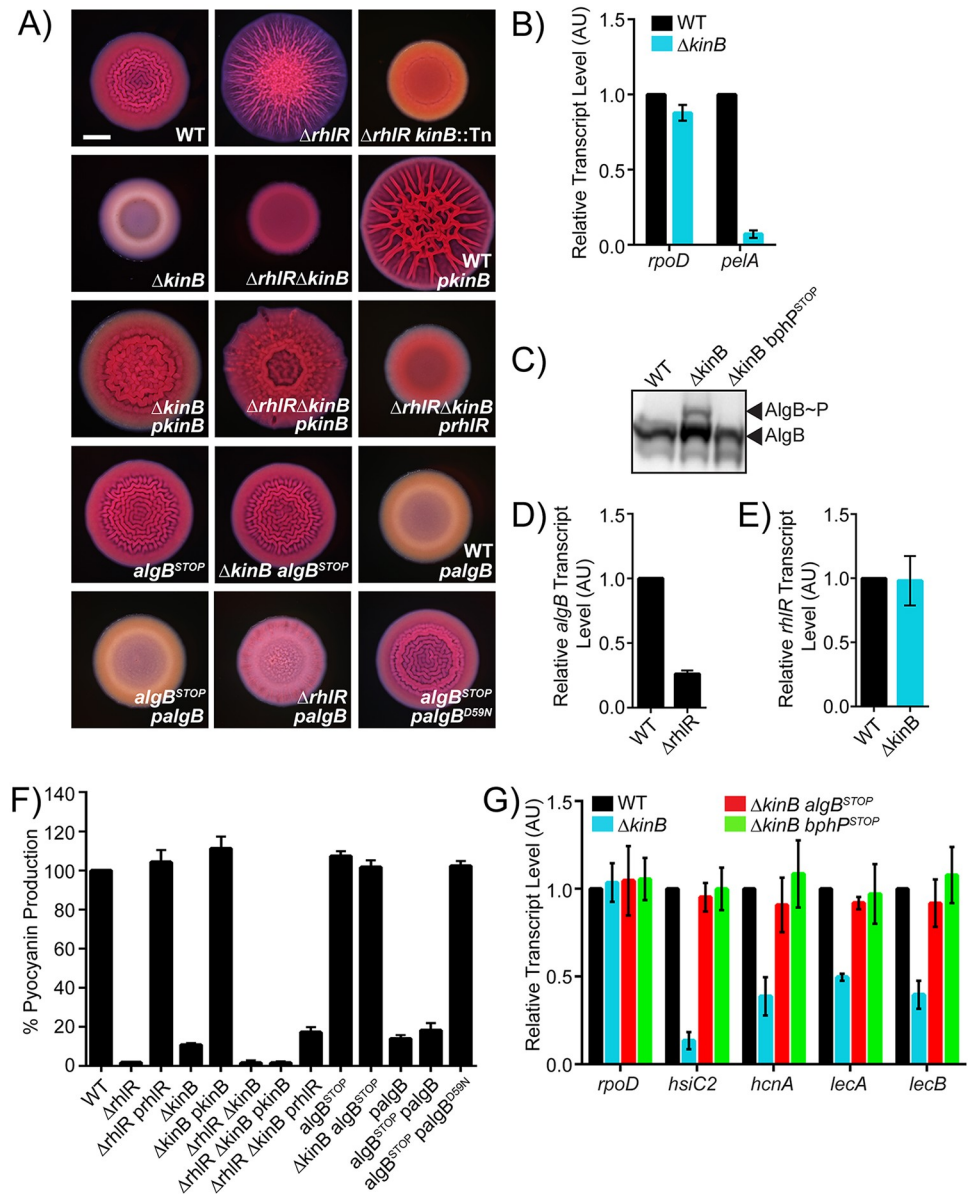 A)
WT
ΔrhlR
ΔrhlR kinB::Tn
ΔkinB
ΔrhlRΔkinB
WT
pkinB
ΔkinB
pkinB
ΔrhlRΔkinB
pkinB
ΔrhlRΔkinB
prhlR
algBSTOP
ΔkinB algBSTOP
WT
palgB
algBSTOP
palgB
ΔrhlR
palgB
algBSTOP
palgBD59N
B)
WT
ΔkinB
Relative Transcript Level (AU)
1.5
1.0
0.5
0.0
rpoD
pelA
C)
WT
ΔkinB
ΔkinB bphPSTOP
AlgB~P
AlgB
D)
Relative algB Transcript
Level (AU)
1.5
1.0
0.5
0.0
WT
ΔrhlR
E)
Relative rhlR Transcript
Level (AU)
1.5
1.0
0.5
0.0
WT
ΔkinB
F)
% Pyocyanin Production
140
120
100
80
60
40
20
0
WT
ΔrhlR
ΔrhlR prhlR
ΔkinB
ΔkinB pkinB
ΔrhlR ΔkinB
ΔrhlR ΔkinB pkinB
ΔrhlR ΔkinB prhlR
algBSTOP
ΔkinB algBSTOP
palgB
algBSTOP palgB
algBSTOP palgBD59N
G)
WT
ΔkinB
ΔkinB algBSTOP
ΔkinB bphPSTOP
Relative Transcript Level (AU)
1.5
1.0
0.5
0.0
rpoD
hsiC2
hcnA
lecA
lecB